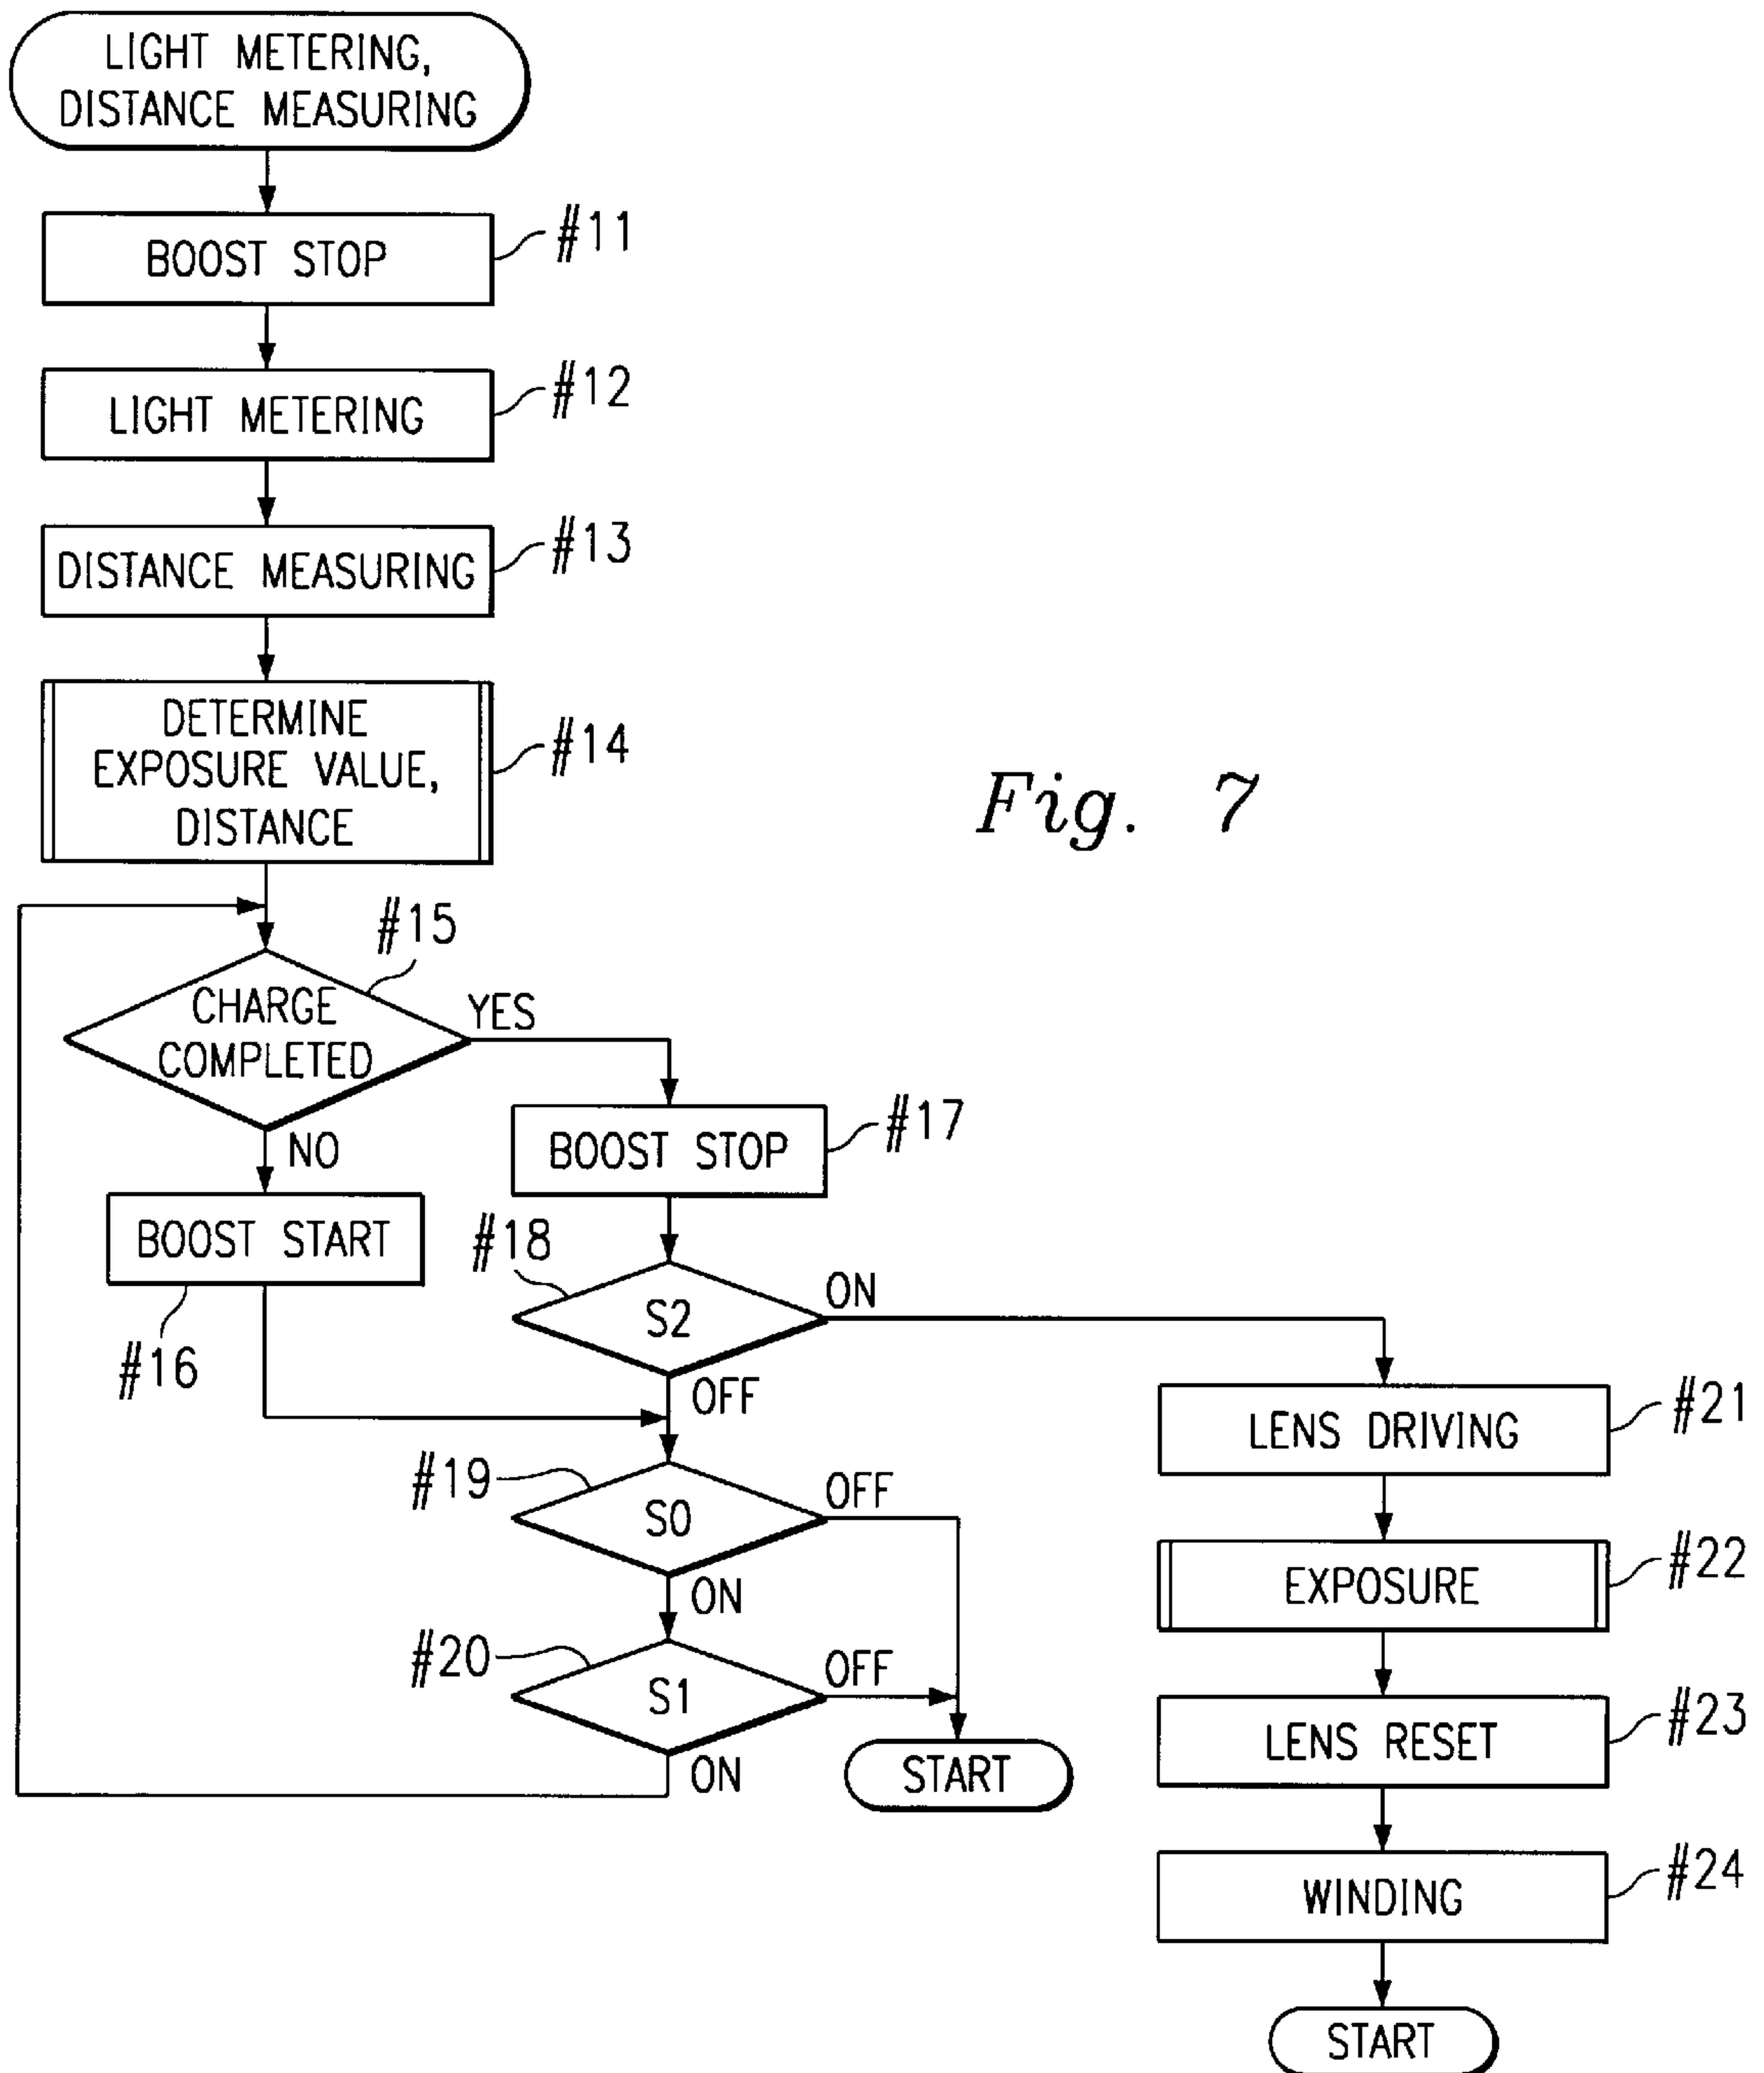 LIGHT METERING,
DISTANCE MEASURING
BOOST STOP
#11
LIGHT METERING
#12
DISTANCE MEASURING
#13
DETERMINE
EXPOSURE VALUE,
DISTANCE
#14
Fig. 7
#15
CHARGE
COMPLETED
YES
NO
BOOST STOP
#17
BOOST START
#16
#18
S2
ON
OFF
#19
S0
OFF
ON
#20
S1
OFF
ON
START
LENS DRIVING
#21
EXPOSURE
#22
LENS RESET
#23
WINDING
#24
START